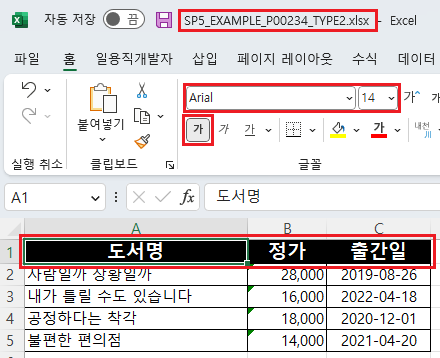 자동 저장 끔 SP5_EXAMPLE_P00234_TYPE2.xlsx - Excel
파일 홈 일용직개발자 삽입 페이지 레이아웃 수식 데이터
Arial 14 가
붙여넣기 가 가 가 가 가
실행 취소 클립보드 글꼴
A1 fx 도서명
A B C
1 도서명 정가 출간일
2 사람일까 상황일까 28,000 2019-08-26
3 내가 틀릴 수도 있습니다 16,000 2022-04-18
4 공정하다는 착각 18,000 2020-12-01
5 불편한 편의점 14,000 2021-04-20